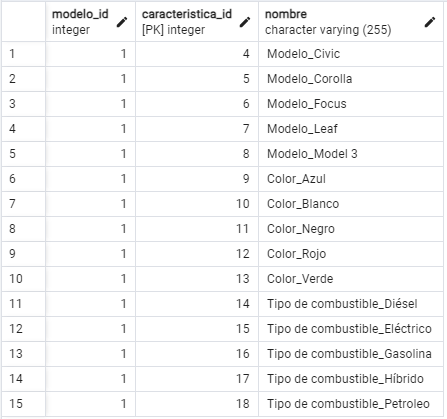 modelo_id caracteristica_id nombre
integer [PK] integer character varying (255)
1 1 4 Modelo_Civic
2 1 5 Modelo_Corolla
3 1 6 Modelo_Focus
4 1 7 Modelo_Leaf
5 1 8 Modelo_Model 3
6 1 9 Color_Azul
7 1 10 Color_Blanco
8 1 11 Color_Negro
9 1 12 Color_Rojo
10 1 13 Color_Verde
11 1 14 Tipo de combustible_Diésel
12 1 15 Tipo de combustible_Eléctrico
13 1 16 Tipo de combustible_Gasolina
14 1 17 Tipo de combustible_Híbrido
15 1 18 Tipo de combustible_Petroleo